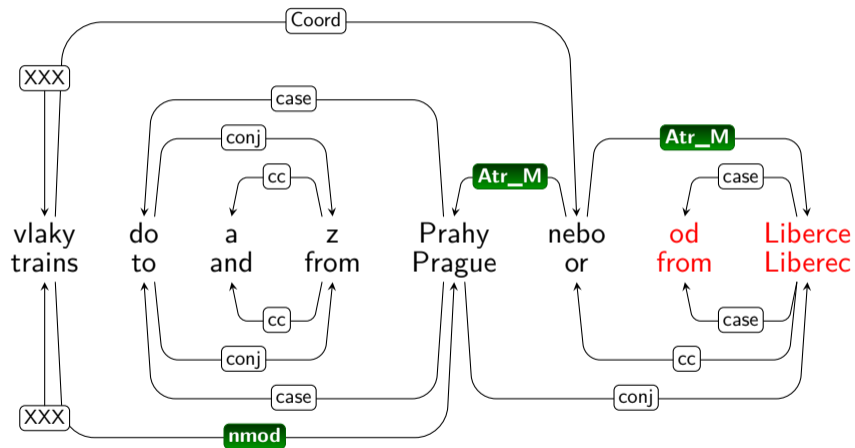 Coord
XXX
case
conj
Atr_M
cc
Atr_M
case
vlaky do a z Prahy nebo od Liberce
trains to and from Prague or from Liberec
cc
case
conj
cc
case
conj
XXX
nmod